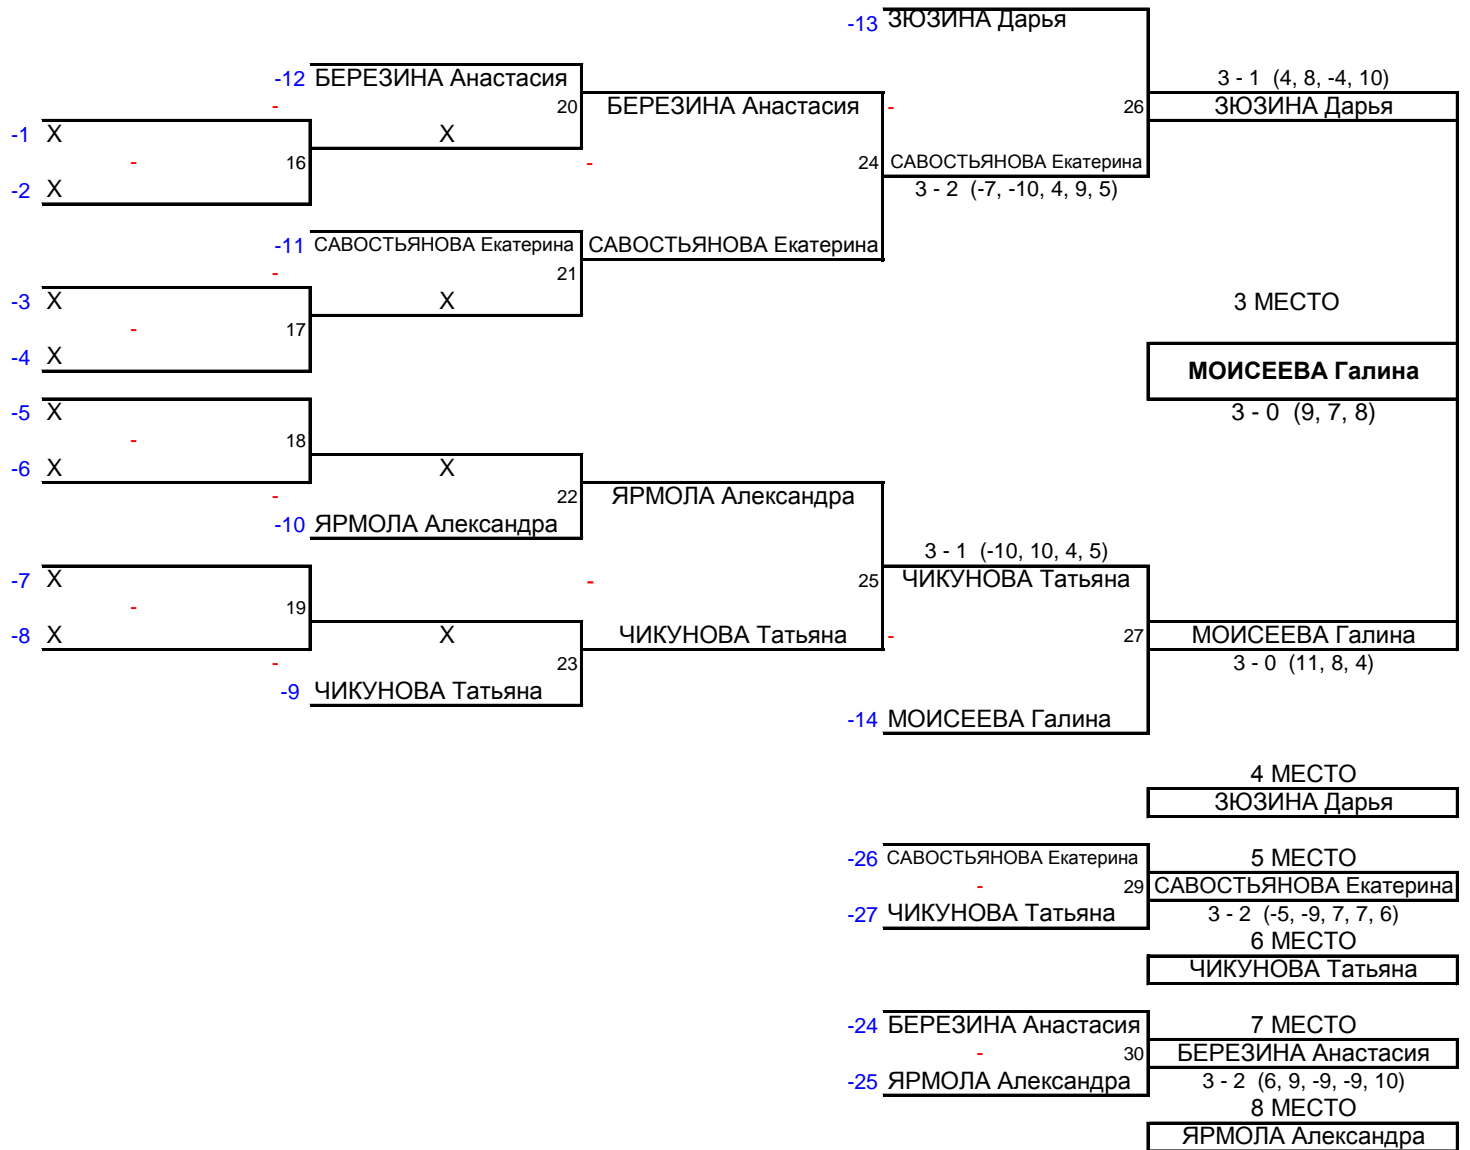 -13 ЗЮЗИНА Дарья
-12 БЕРЕЗИНА Анастасия
3 - 1 (4, 8, -4, 10)
- 20 БЕРЕЗИНА Анастасия - 26 ЗЮЗИНА Дарья
-1 X X
- 16 - 24 САВОСТЬЯНОВА Екатерина
-2 X 3 - 2 (-7, -10, 4, 9, 5)
-11 САВОСТЬЯНОВА Екатерина САВОСТЬЯНОВА Екатерина
- 21
-3 X X 3 МЕСТО
- 17
-4 X
МОИСЕЕВА Галина
-5 X 3 - 0 (9, 7, 8)
- 18
-6 X X
- 22 ЯРМОЛА Александра
-10 ЯРМОЛА Александра
3 - 1 (-10, 10, 4, 5)
-7 X - 25 ЧИКУНОВА Татьяна
- 19
-8 X X ЧИКУНОВА Татьяна - 27 МОИСЕЕВА Галина
- 23 3 - 0 (11, 8, 4)
-9 ЧИКУНОВА Татьяна
-14 МОИСЕЕВА Галина
4 МЕСТО
ЗЮЗИНА Дарья
-26 САВОСТЬЯНОВА Екатерина 5 МЕСТО
- 29 САВОСТЬЯНОВА Екатерина
-27 ЧИКУНОВА Татьяна 3 - 2 (-5, -9, 7, 7, 6)
6 МЕСТО
ЧИКУНОВА Татьяна
-24 БЕРЕЗИНА Анастасия 7 МЕСТО
- 30 БЕРЕЗИНА Анастасия
-25 ЯРМОЛА Александра 3 - 2 (6, 9, -9, -9, 10)
8 МЕСТО
ЯРМОЛА Александра